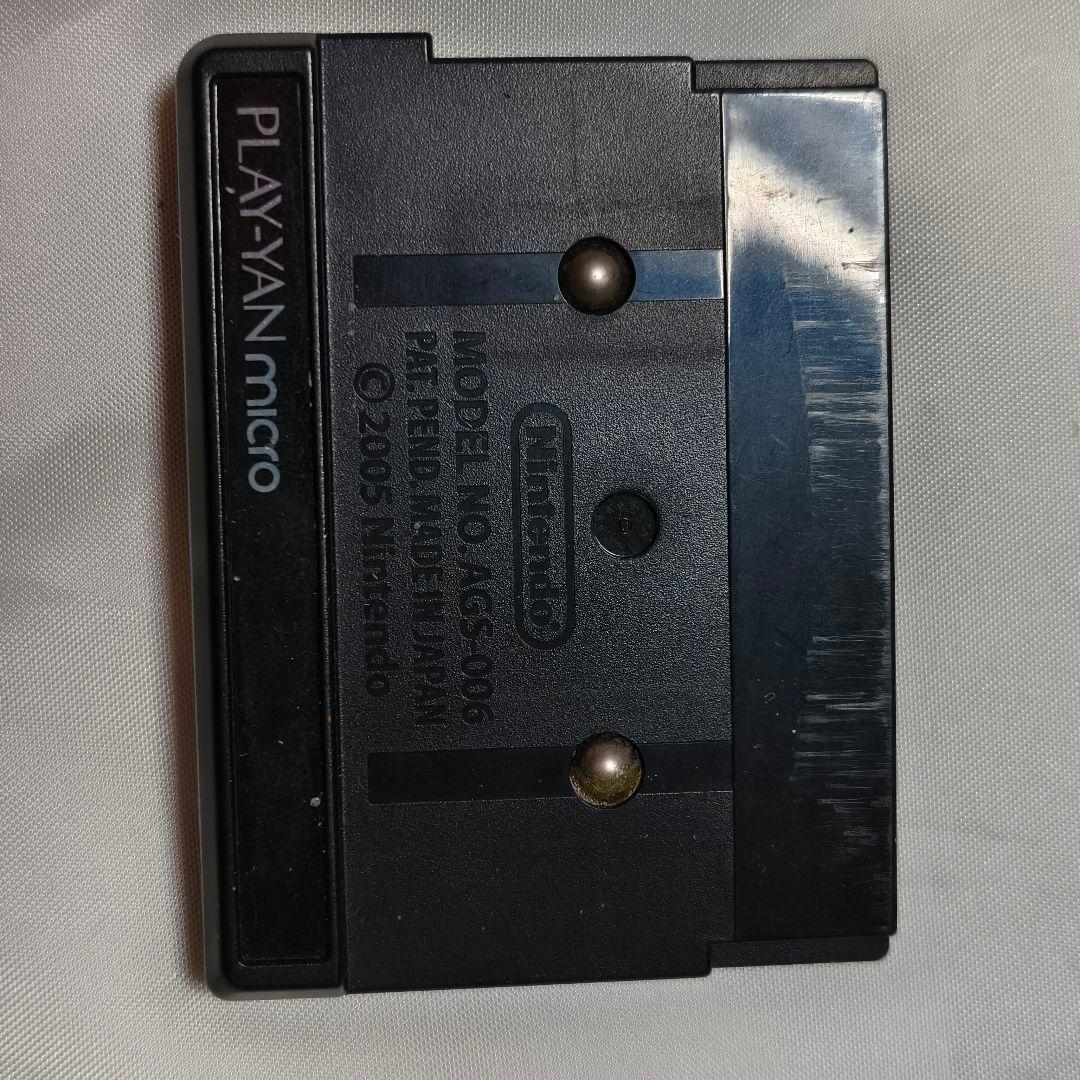 PLAY-YAN micro
Nintendo
MODEL NO.AGS-006
PAT. PEND. MADE IN JAPAN
© 2005 Nintendo